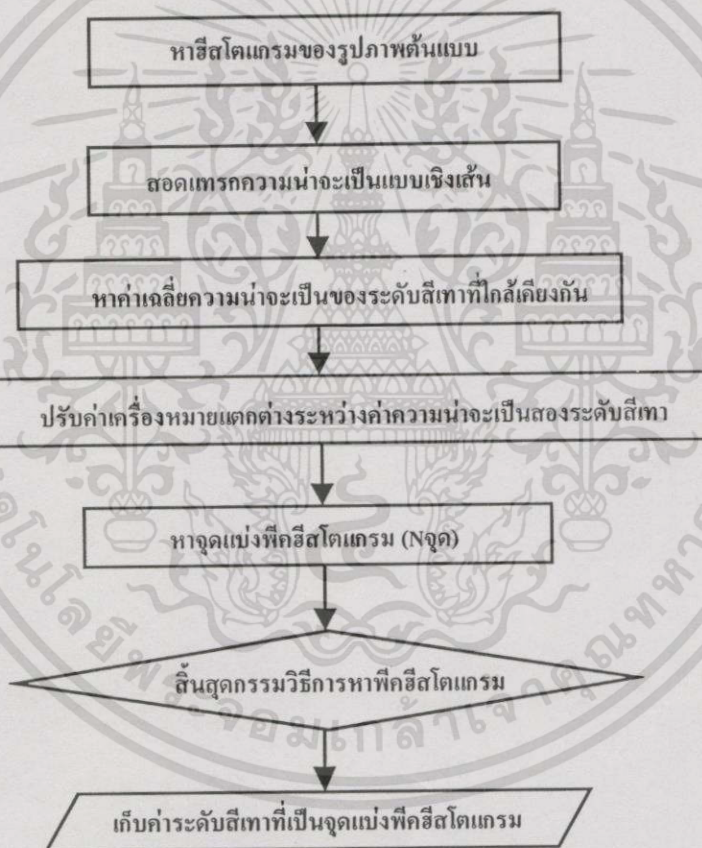 หาฮีสโตแกรมของรูปภาพต้นแบบ
สอดแทรกความน่าจะเป็นแบบเชิงเส้น
หาค่าเฉลี่ยความน่าจะเป็นของระดับสีเทาที่ใกล้เคียงกัน
ปรับค่าเครื่องหมายแตกต่างระหว่างค่าความน่าจะเป็นสองระดับสีเทา
หาจุดแบ่งพีคฮีสโตแกรม (Nจุด)
สิ้นสุดกรรมวิธีการหาพีคฮีสโตแกรม
เก็บค่าระดับสีเทาที่เป็นจุดแบ่งพีคฮีสโตแกรม